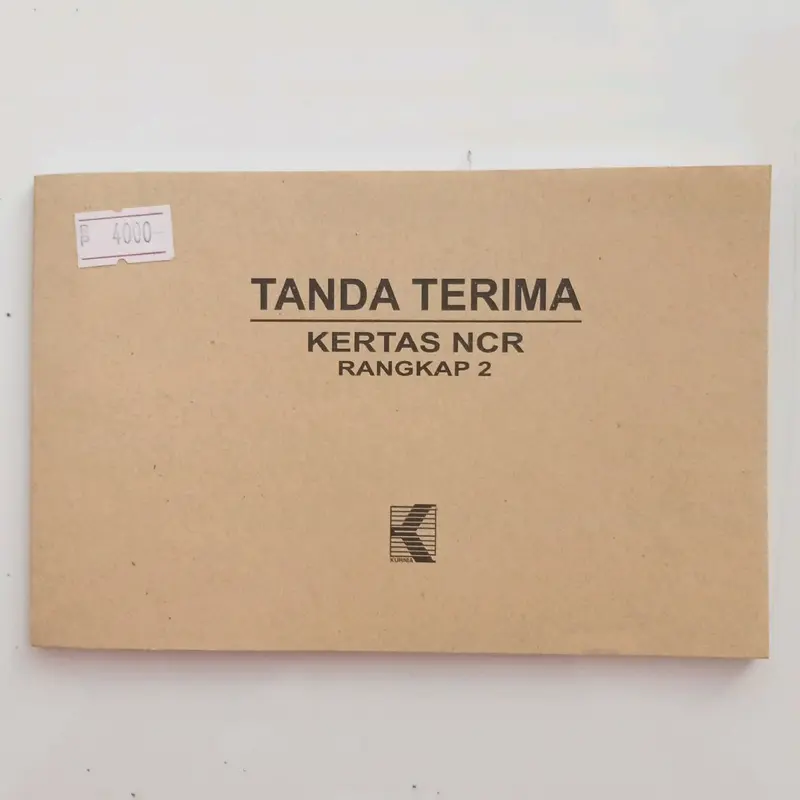 4000
TANDA TERIMA
KERTAS NCR
RANGKAP 2